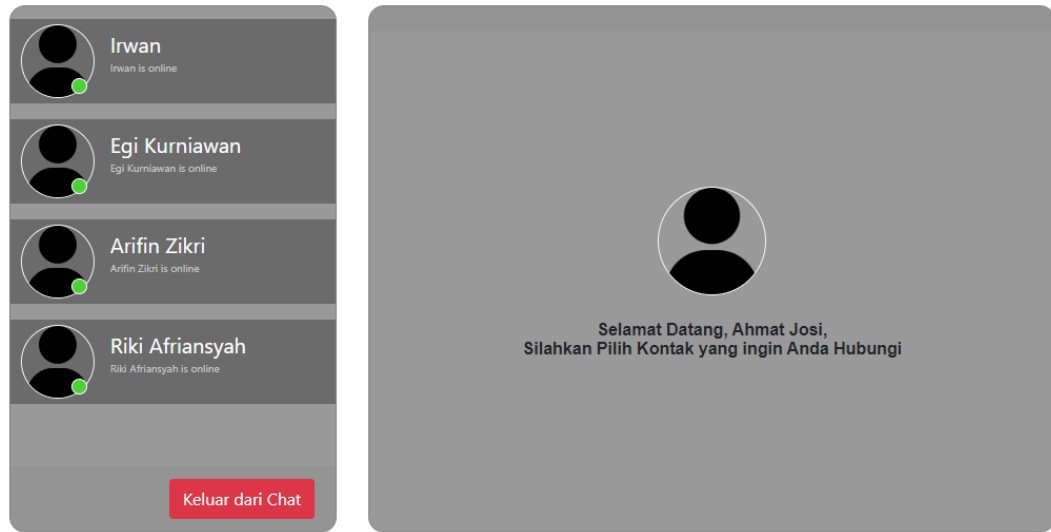 Irwan
Irwan is online
Egi Kurniawan
Egi Kurniawan is online
Arifin Zikri
Arifin Zikri is online
Riki Afriansyah
Riki Afriansyah is online
Keluar dari Chat
Selamat Datang, Ahmat Josi,
Silahkan Pilih Kontak yang ingin Anda Hubungi